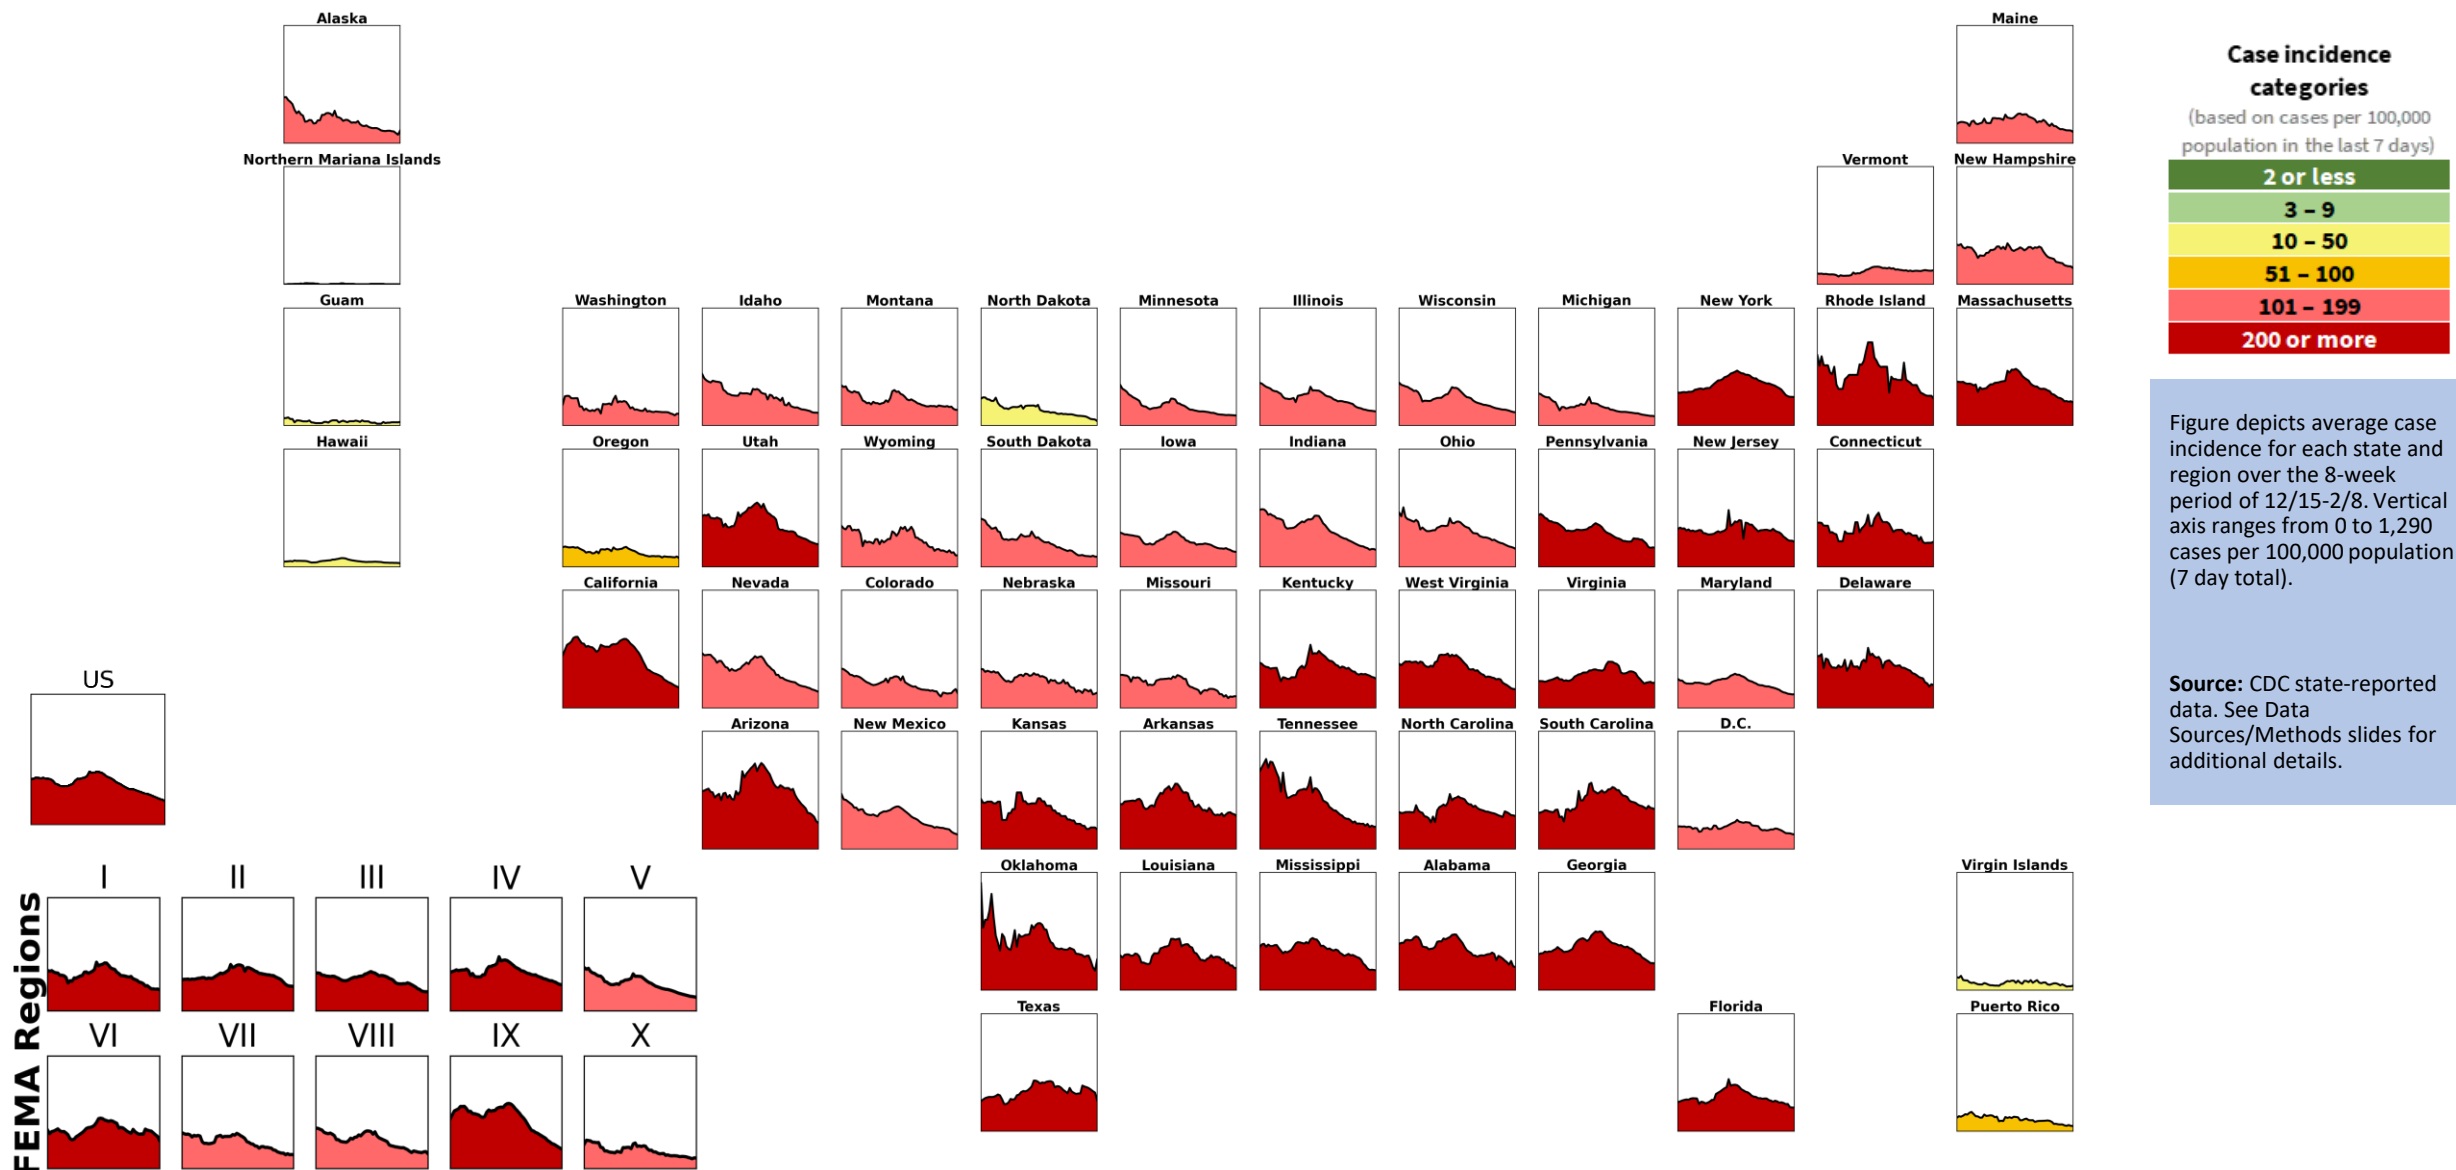 Alaska
Maine
Northern Mariana Islands
Vermont
New Hampshire
Guam
Washington
Idaho
Montana
North Dakota
Minnesota
Illinois
Wisconsin
Michigan
New York
Rhode Island
Massachusetts
Hawaii
Oregon
Utah
Wyoming
South Dakota
Iowa
Indiana
Ohio
Pennsylvania
New Jersey
Connecticut
California
Nevada
Colorado
Nebraska
Missouri
Kentucky
West Virginia
Virginia
Maryland
Delaware
US
Arizona
New Mexico
Kansas
Arkansas
Tennessee
North Carolina
South Carolina
D.C.
Oklahoma
Louisiana
Mississippi
Alabama
Georgia
Virgin Islands
Texas
Florida
Puerto Rico
FEMA Regions
I
II
III
IV
V
VI
VII
VIII
IX
X
Case incidence
categories
(based on cases per 100,000
population in the last 7 days)
2 or less
3 – 9
10 – 50
51 – 100
101 – 199
200 or more
Figure depicts average case
incidence for each state and
region over the 8-week
period of 12/15-2/8. Vertical
axis ranges from 0 to 1,290
cases per 100,000 population
(7 day total).
Source: CDC state-reported
data. See Data
Sources/Methods slides for
additional details.